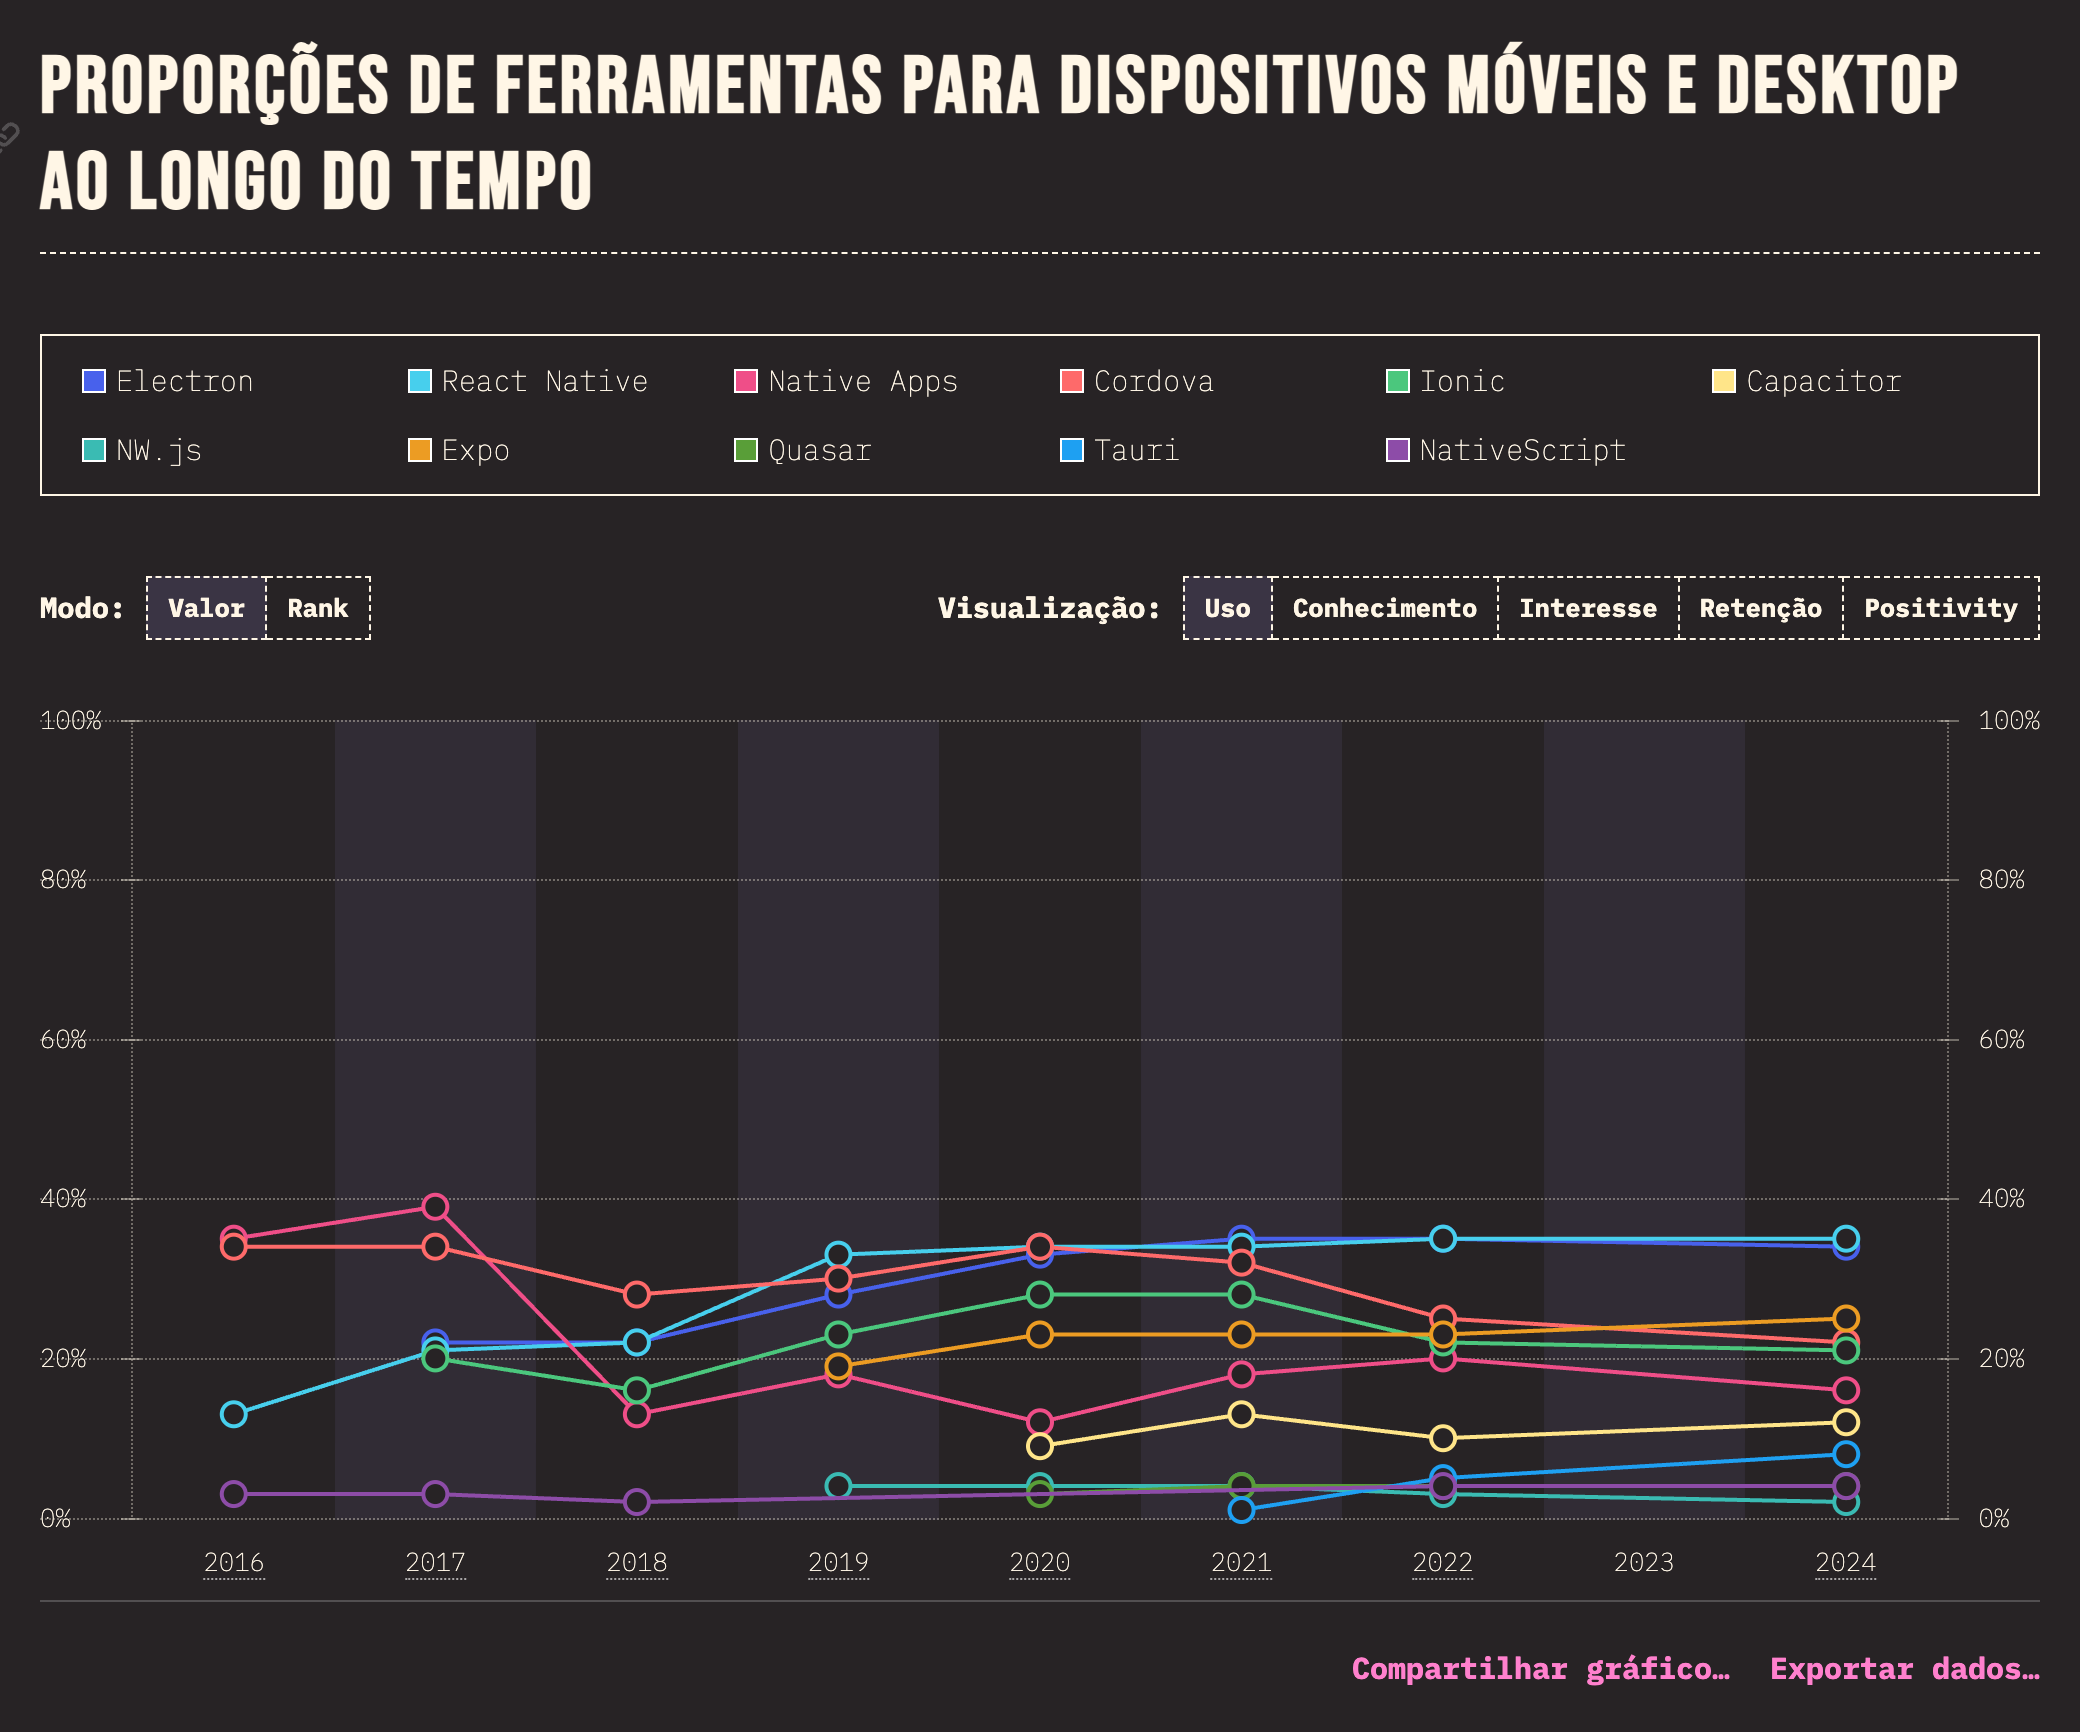 PROPORÇÕES DE FERRAMENTAS PARA DISPOSITIVOS MÓVEIS E DESKTOP
AO LONGO DO TEMPO
Electron React Native Native Apps Cordova Ionic Capacitor
NW.js Expo Quasar Tauri NativeScript
Modo: Valor Rank Visualização: Uso Conhecimento Interesse Retenção Positivity
100% 100%
80% 80%
60% 60%
40% 40%
20% 20%
0% 0%
2016 2017 2018 2019 2020 2021 2022 2023 2024
Compartilhar gráfico… Exportar dados…